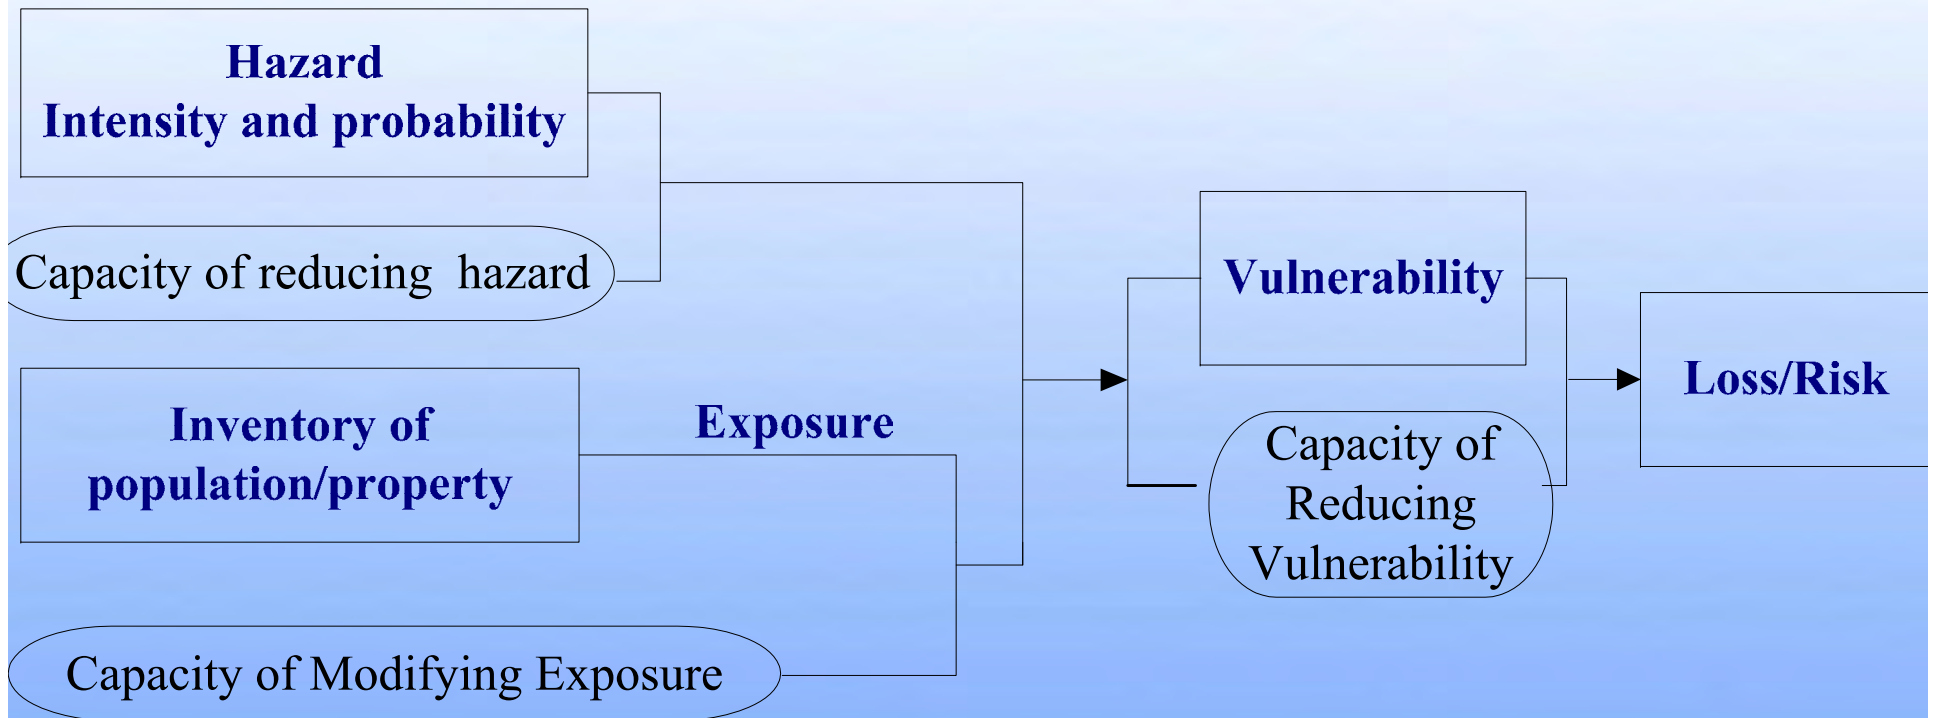 Hazard
Intensity and probability
Capacity of reducing hazard
Inventory of
population/property
Exposure
Capacity of Modifying Exposure
Vulnerability
Capacity of
Reducing
Vulnerability
Loss/Risk